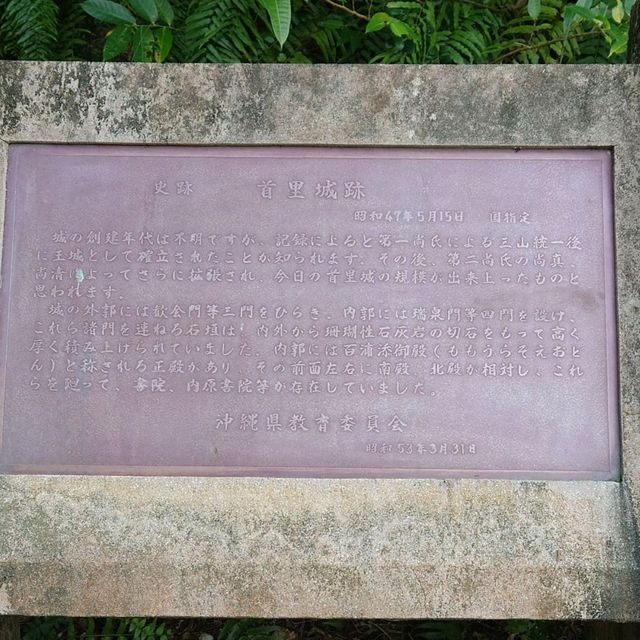 史跡 首里城跡
昭和47年5月15日 国指定
城の創建年代は不明ですが、記録によると第一尚氏による三山統一後
に王城として確立されたことが知られます。その後、第二尚氏の尚真、
尚清によってさらに拡張され、今日の首里城の規模が出来上ったものと
思われます。
城の外郭には歓会門等三門をひらき、内郭には瑞泉門等四門を設け、
これら諸門を連ねる石垣は、内外から珊瑚性石灰岩の切石をもって高く
厚く積み上げられていました。内郭には百浦添御殿(ももうらそえおど
ん)と称される正殿があり、その前面左右に南殿、北殿が相対し、これ
らを廻って、書院、内原書院等が存在していました。
沖縄県教育委員会
昭和53年3月31日